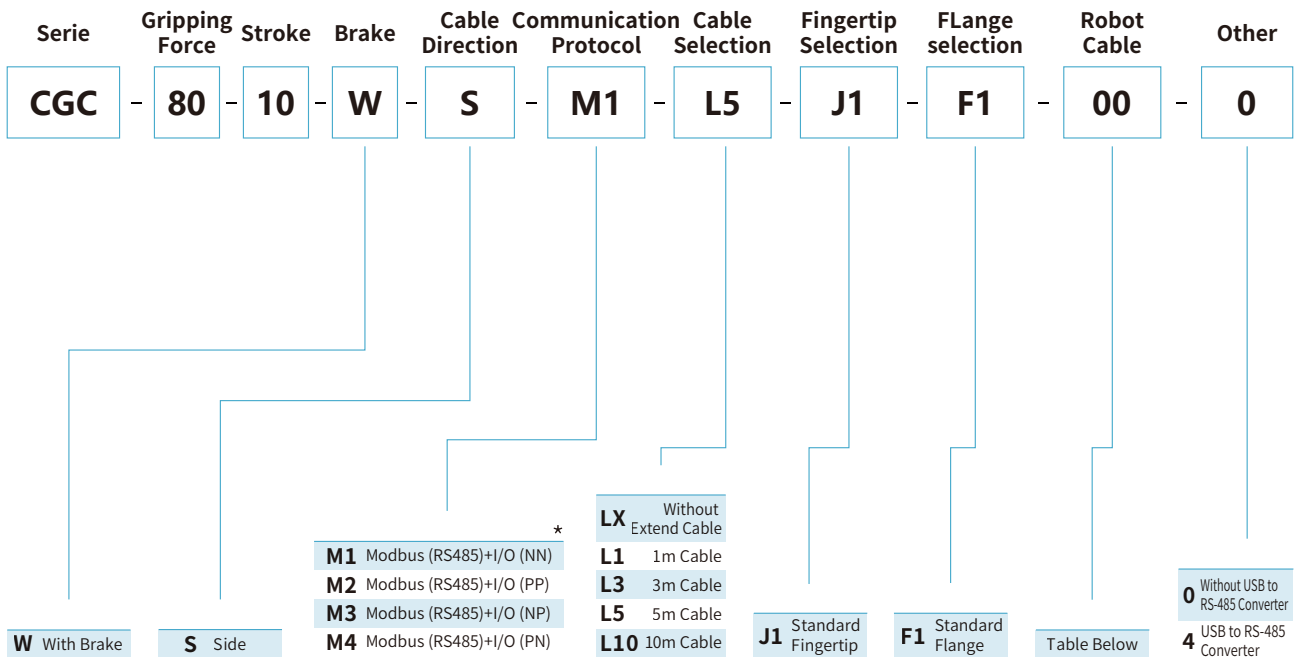 Serie
Gripping
Force
Stroke
Brake
Cable
Direction
Communication
Protocol
Cable
Selection
Fingertip
Selection
FLange
selection
Robot
Cable
Other
CGC - 80 - 10 - W - S - M1 - L5 - J1 - F1 - 00 - 0
W With Brake
S Side
*
M1 Modbus (RS485)+I/O (NN)
M2 Modbus (RS485)+I/O (PP)
M3 Modbus (RS485)+I/O (NP)
M4 Modbus (RS485)+I/O (PN)
LX Without
Extend Cable
L1 1m Cable
L3 3m Cable
L5 5m Cable
L10 10m Cable
J1 Standard
Fingertip
F1 Standard
Flange
Table Below
0 Without USB to
RS-485 Converter
4 USB to RS-485
Converter